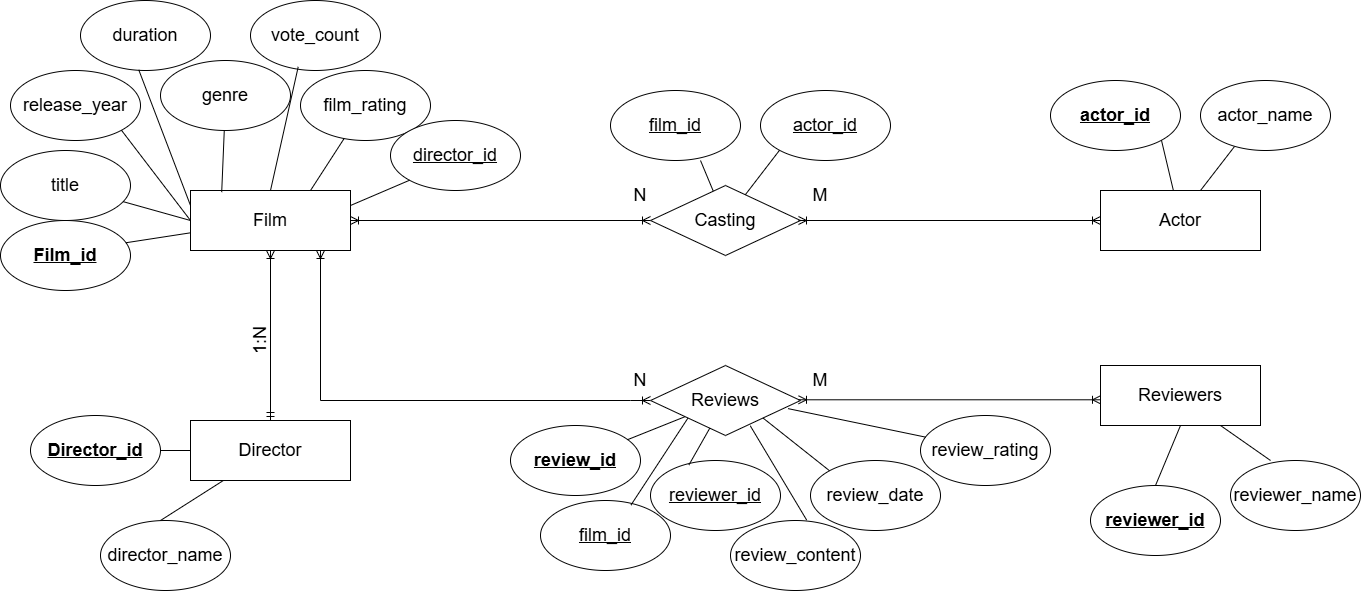 duration
vote_count
release_year
genre
film_rating
director_id
title
Film_id
Film
film_id
actor_id
N
Casting
M
actor_id
actor_name
Actor
1:N
Director_id
Director
director_name
N
Reviews
M
review_id
film_id
reviewer_id
review_content
review_date
review_rating
Reviewers
reviewer_id
reviewer_name